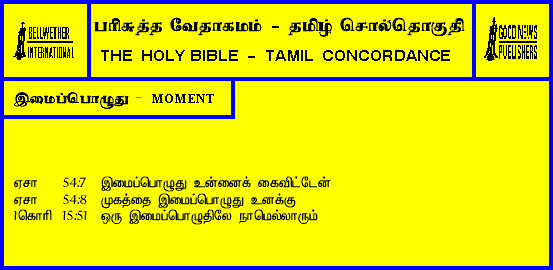 BELLWETHER
INTERNATIONAL
பரிசுத்த வேதாகமம் - தமிழ் சொல்தொகுதி
THE HOLY BIBLE - TAMIL CONCORDANCE
GOOD NEWS
PUBLISHERS
இமைப்பொழுது - MOMENT
ஏசா 54:7 இமைப்பொழுது உன்னைக் கைவிட்டேன்
ஏசா 54:8 முகத்தை இமைப்பொழுது உனக்கு
1கொரி 15:51 ஒரு இமைப்பொழுதிலே நாமெல்லாரும்